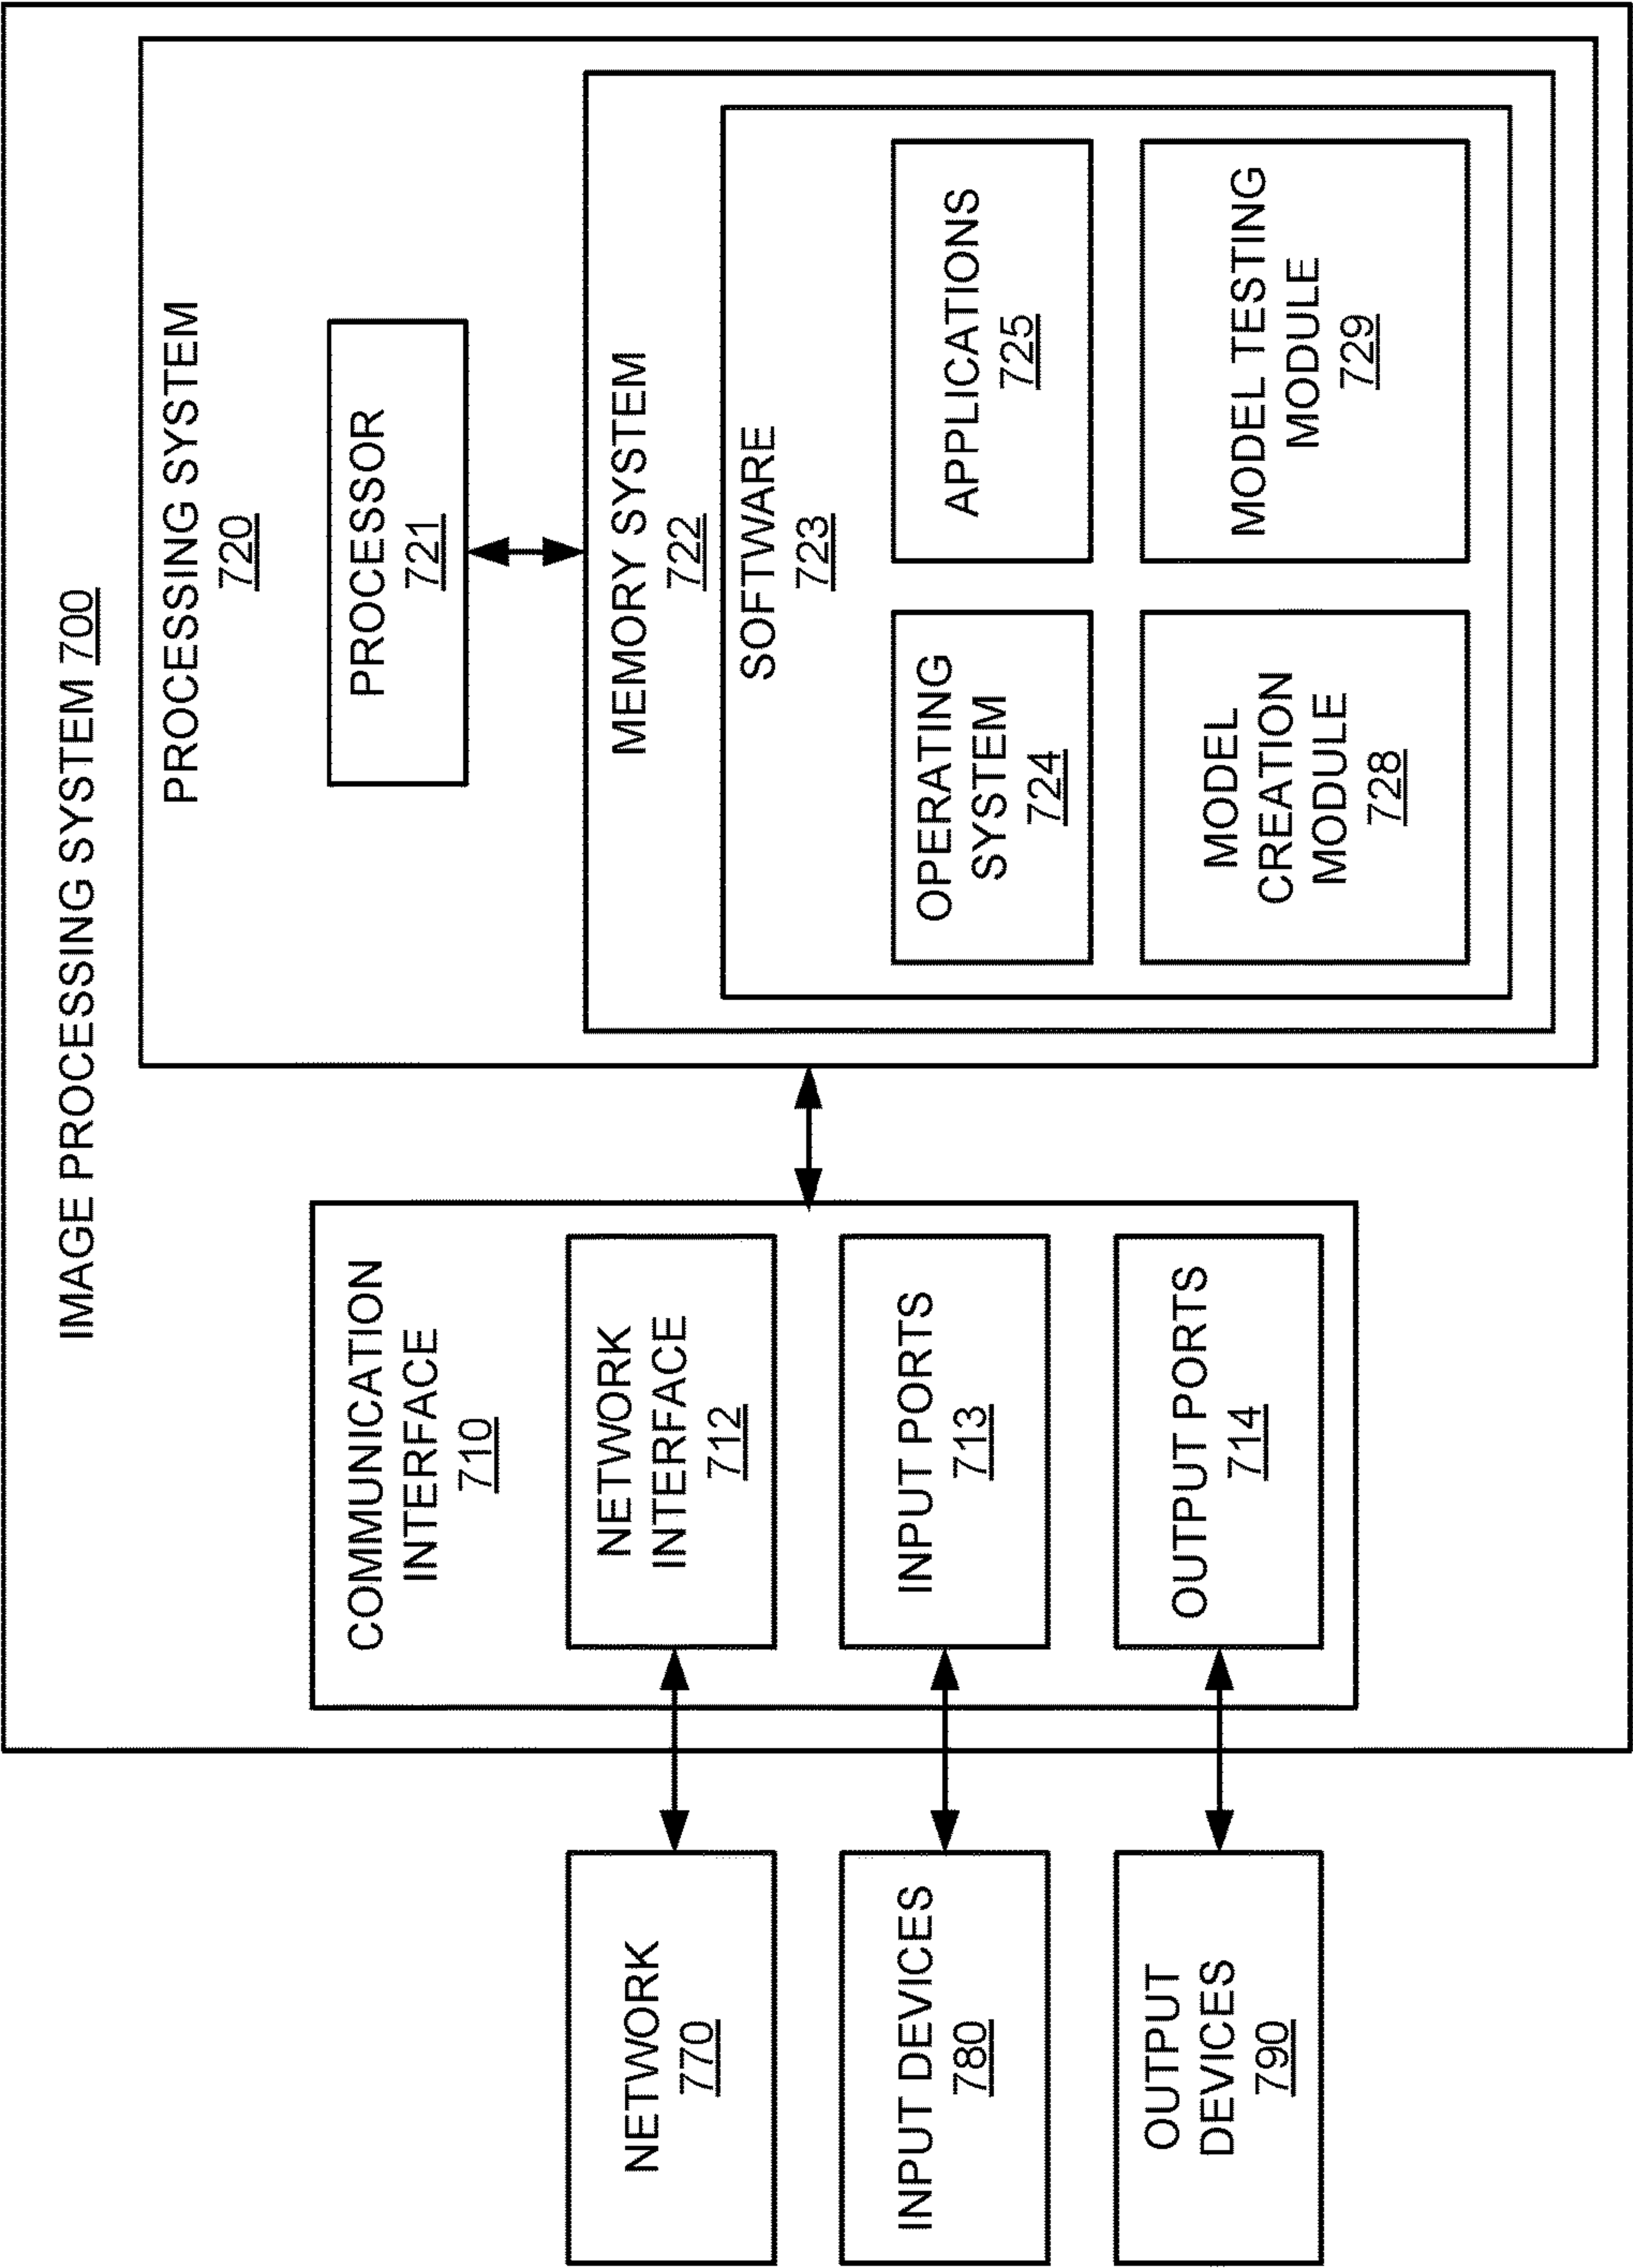 IMAGE PROCESSING SYSTEM 700
COMMUNICATION
INTERFACE
710
NETWORK
INTERFACE
712
INPUT PORTS
713
OUTPUT PORTS
714
NETWORK
770
INPUT DEVICES
780
OUTPUT
DEVICES
790
PROCESSING SYSTEM
720
PROCESSOR
721
MEMORY SYSTEM
722
SOFTWARE
723
OPERATING
SYSTEM
724
APPLICATIONS
725
MODEL
CREATION
MODULE
728
MODEL TESTING
MODULE
729